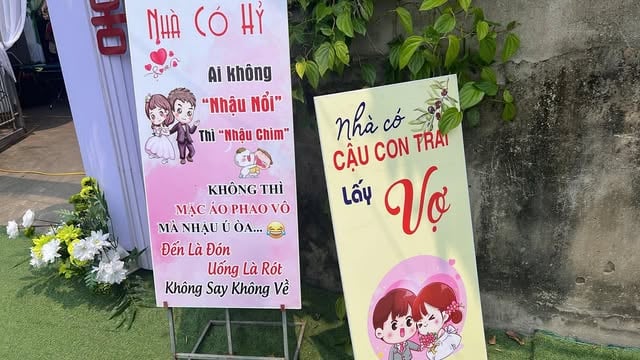 NHÀ CÓ HỶ
Ai không
“Nhậu Nổi”
Thì “Nhậu Chìm”
KHÔNG THÌ
MẶC ÁO PHAO VÔ
MÀ NHẬU Ú ÒA...
Đến Là Đón
Uống Là Rót
Không Say Không Về
Nhà có
CẬU CON TRAI
Lấy
Vợ